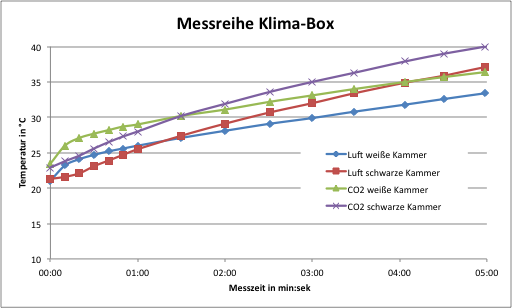 Messreihe Klima-Box
Temperatur in °C
40
35
30
25
20
15
10
00:00 01:00 02:00 03:00 04:00 05:00
Messzeit in min:sek
Luft weiße Kammer
Luft schwarze Kammer
CO2 weiße Kammer
CO2 schwarze Kammer